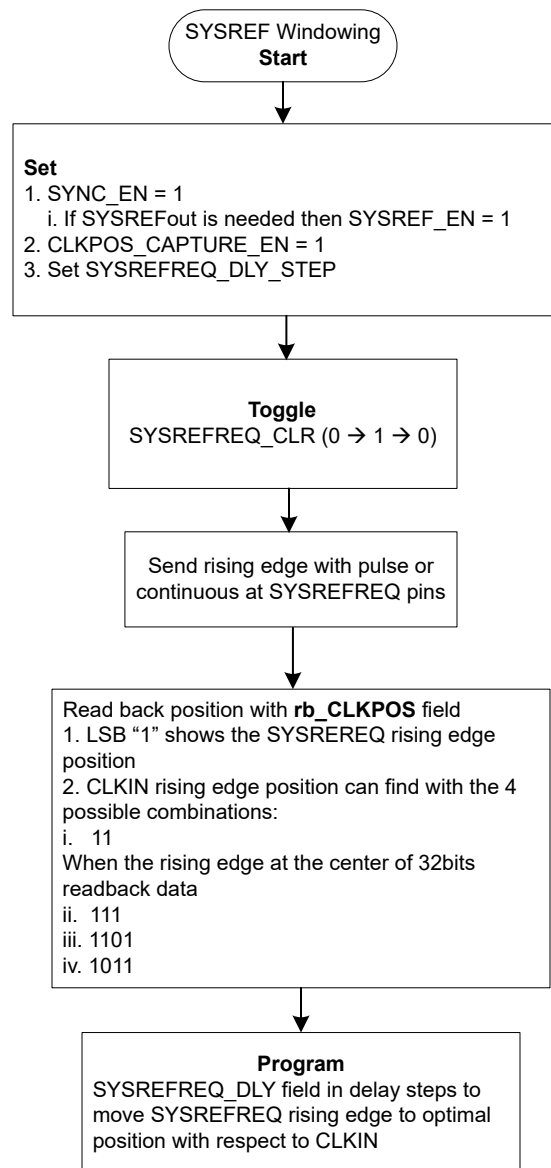 SYSREF Windowing
Start
Set
1. SYNC_EN = 1
i. If SYSREFout is needed then SYSREF_EN = 1
2. CLKPOS_CAPTURE_EN = 1
3. Set SYSREFREQ_DLY_STEP
Toggle
SYSREFREQ_CLR (0 → 1 → 0)
Send rising edge with pulse or
continuous at SYSREFREQ pins
Read back position with rb_CLKPOS field
1. LSB “1” shows the SYSREREQ rising edge
position
2. CLKIN rising edge position can find with the 4
possible combinations:
i. 11
When the rising edge at the center of 32bits
readback data
ii. 111
iii. 1101
iv. 1011
Program
SYSREFREQ_DLY field in delay steps to
move SYSREFREQ rising edge to optimal
position with respect to CLKIN